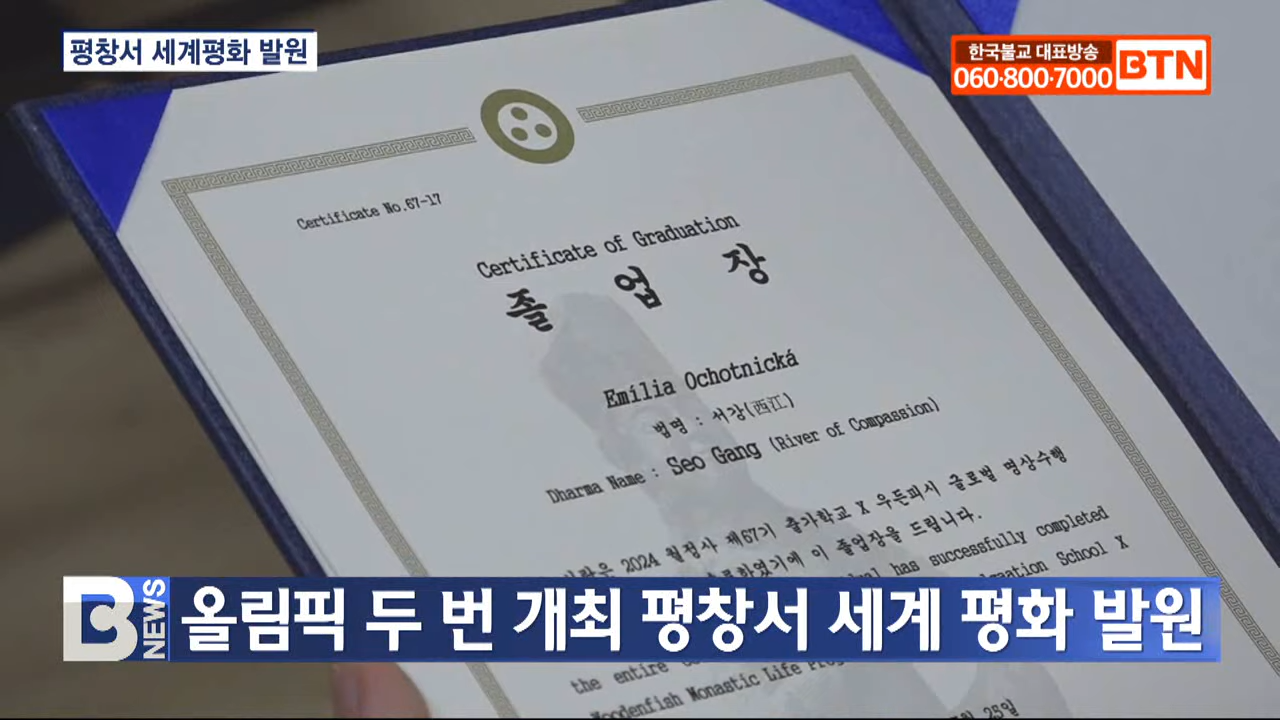 평창서 세계평화 발원
한국불교 대표방송
060·800·7000
BTN
Certificate No.67-17
Certificate of Graduation
졸 업 장
Emília Ochotnická
법명 : 서강(西江)
Dharma Name : Seo Gang (River of Compassion)
2024 월정사 제67기 출가학교 X 우든피시 글로벌 명상수행
이 졸업장을 드립니다.
has successfully completed
School X
B NEWS
올림픽 두 번 개최 평창서 세계 평화 발원
the entire
Woodenfish Monastic Life
25일